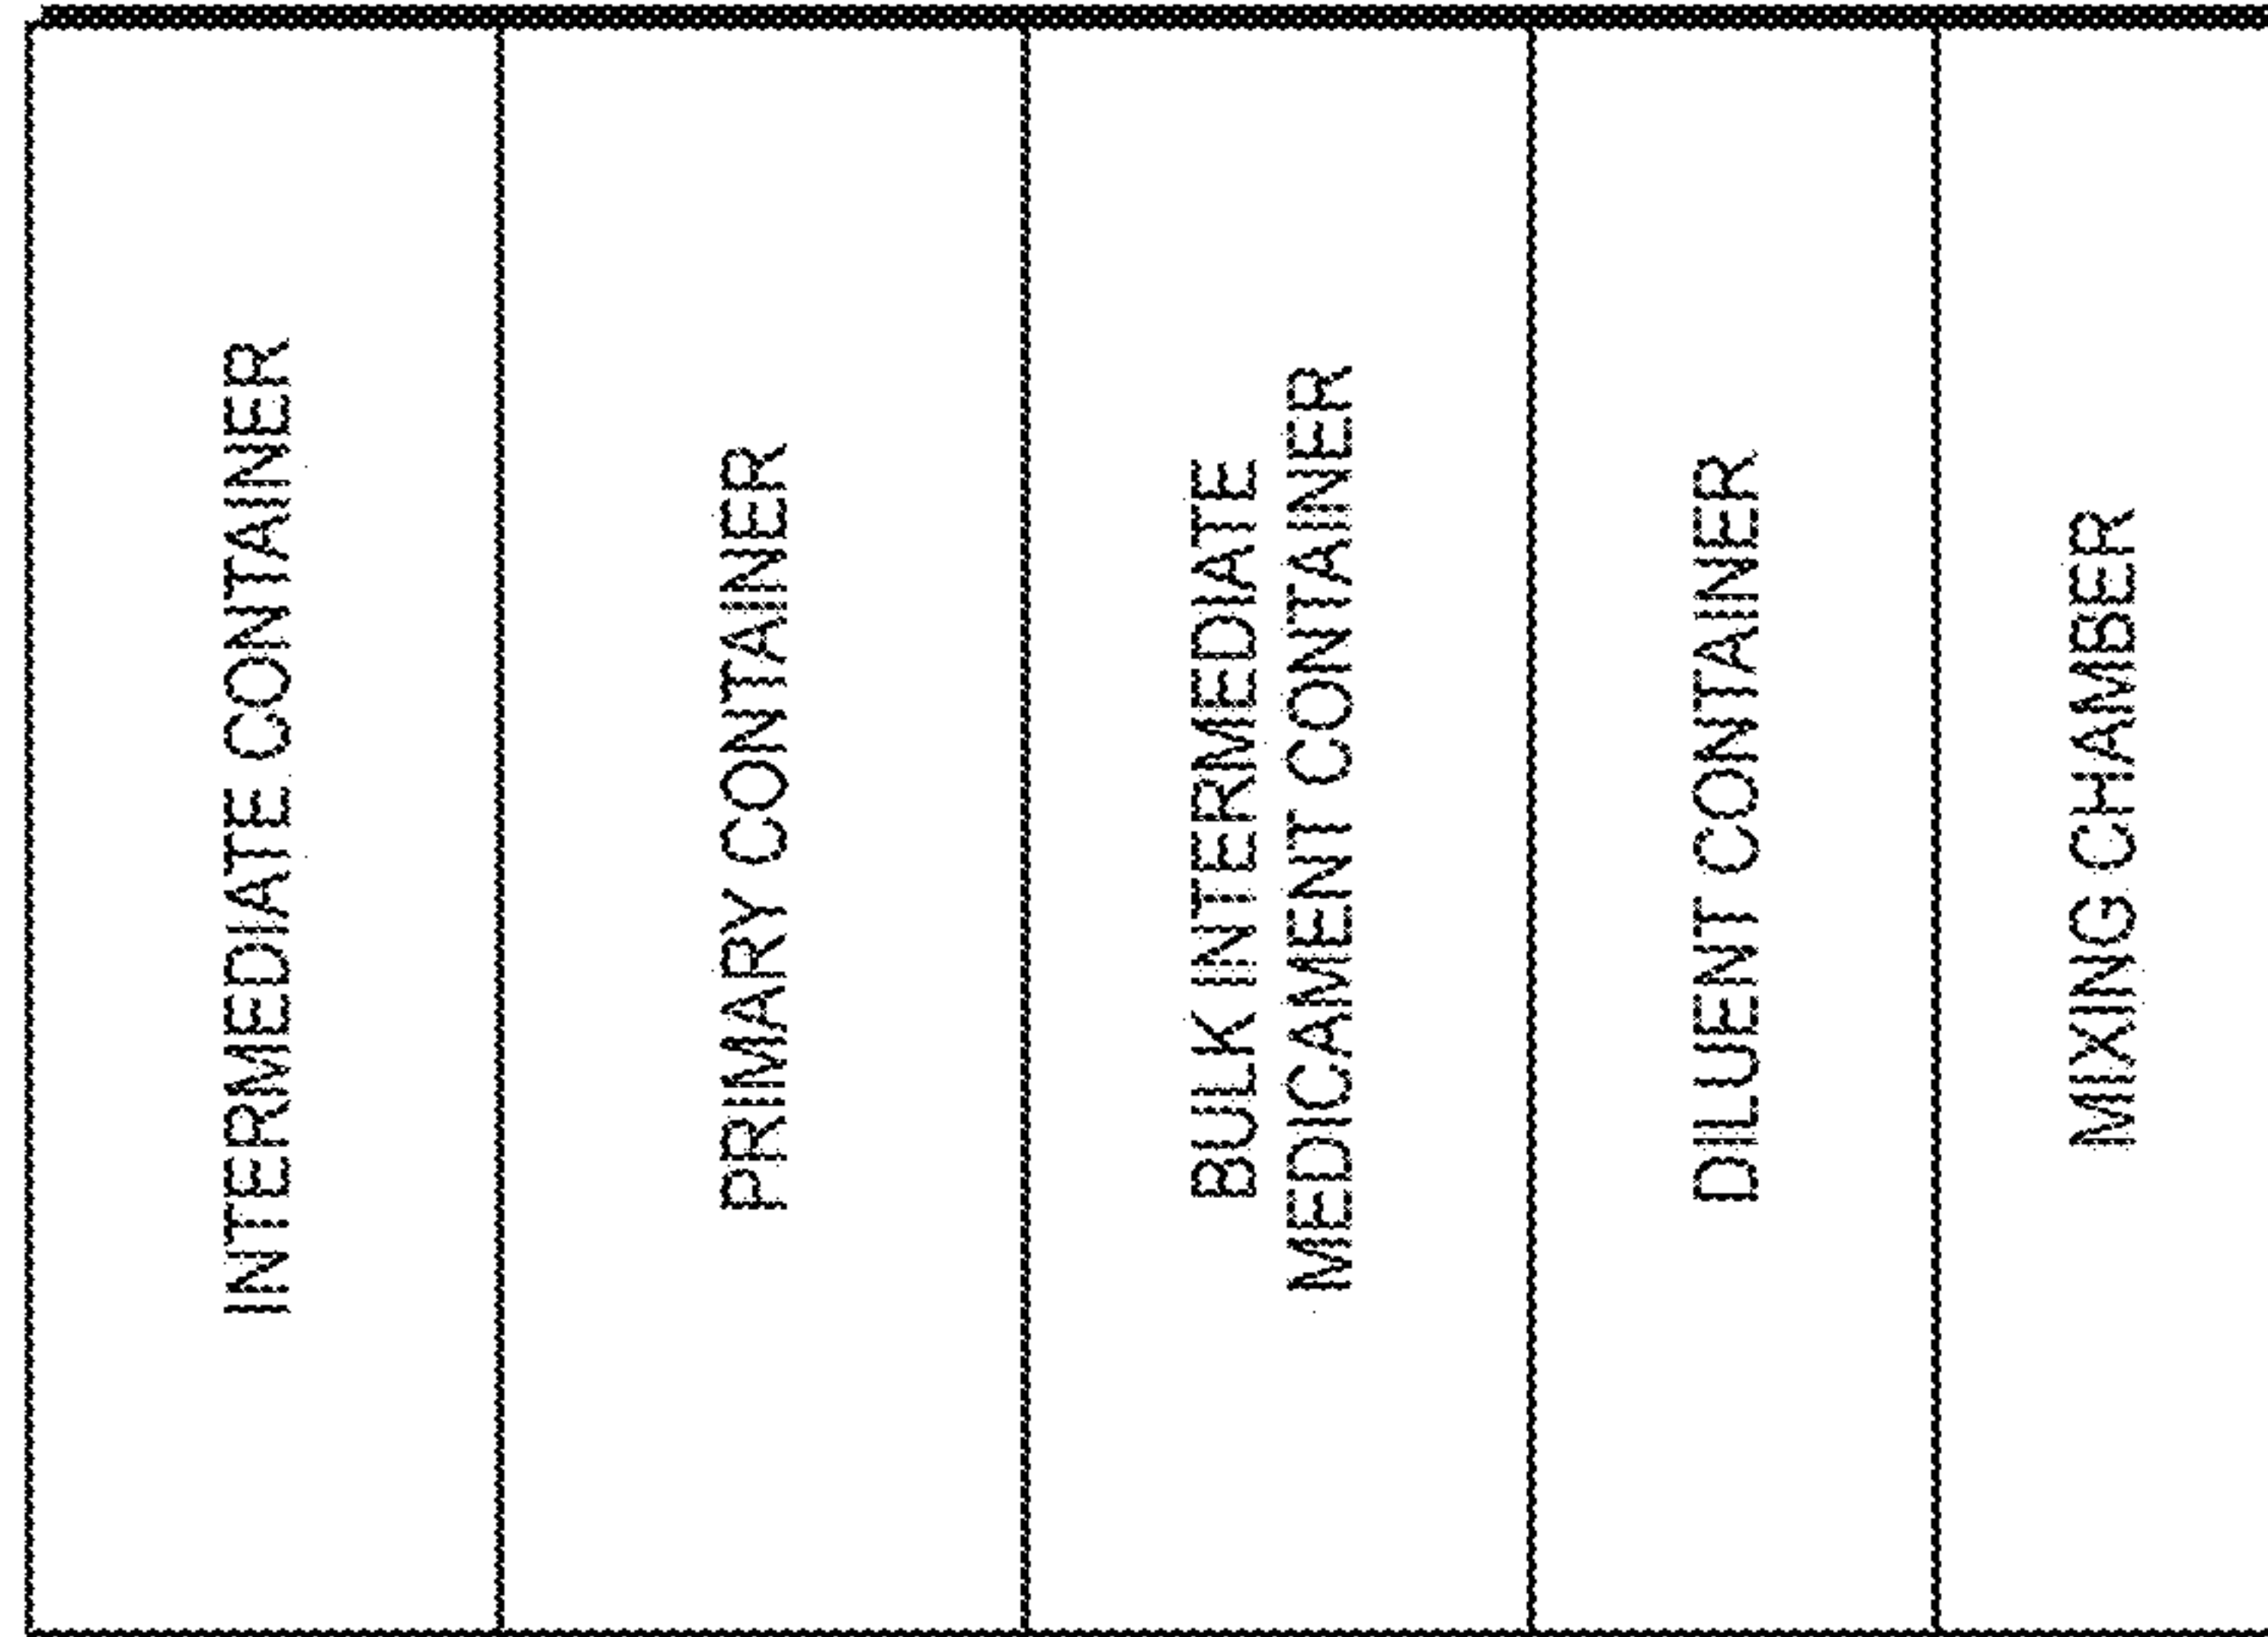 INTERMEDIATE CONTAINER
PRIMARY CONTAINER
BULK INTERMEDIATE
MEDICAMENT CONTAINER
DILUENT CONTAINER
MIXING CHAMBER